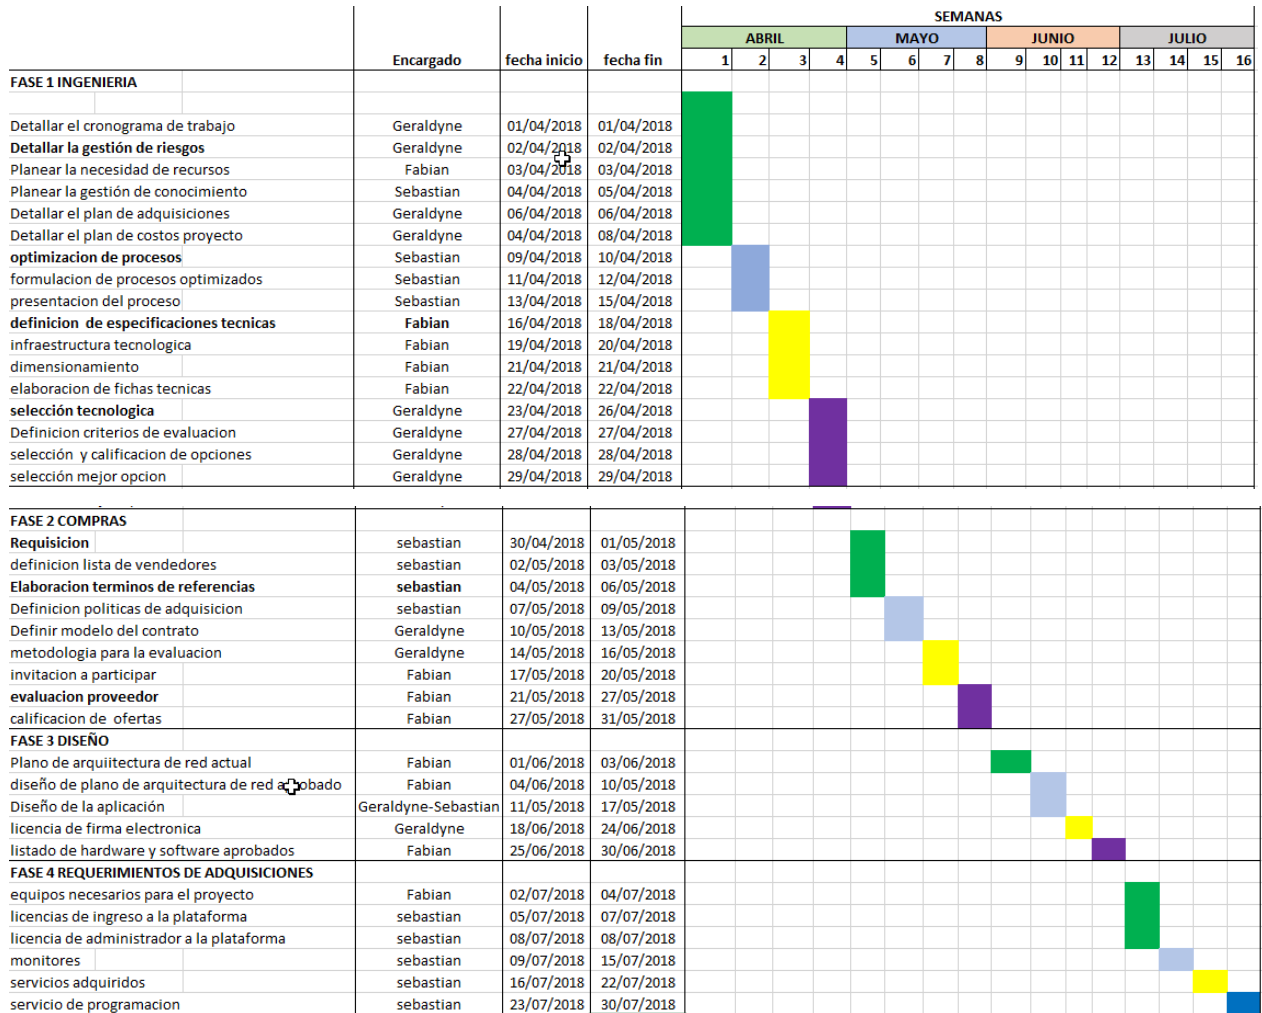 SEMANAS
ABRIL MAYO JUNIO JULIO
Encargado fecha inicio fecha fin 1 2 3 4 5 6 7 8 9 10 11 12 13 14 15 16
FASE 1 INGENIERIA
Detallar el cronograma de trabajo Geraldyne 01/04/2018 01/04/2018
Detallar la gestión de riesgos Geraldyne 02/04/2018 02/04/2018
Planear la necesidad de recursos Fabian 03/04/2018 03/04/2018
Planear la gestión de conocimiento Sebastian 04/04/2018 05/04/2018
Detallar el plan de adquisiciones Geraldyne 06/04/2018 06/04/2018
Detallar el plan de costos proyecto Geraldyne 04/04/2018 08/04/2018
optimizacion de procesos Sebastian 09/04/2018 10/04/2018
formulacion de procesos optimizados Sebastian 11/04/2018 12/04/2018
presentacion del proceso Sebastian 13/04/2018 15/04/2018
definicion de especificaciones tecnicas Fabian 16/04/2018 18/04/2018
infraestructura tecnologica Fabian 19/04/2018 20/04/2018
dimensionamiento Fabian 21/04/2018 21/04/2018
elaboracion de fichas tecnicas Fabian 22/04/2018 22/04/2018
selección tecnologica Geraldyne 23/04/2018 26/04/2018
Definicion criterios de evaluacion Geraldyne 27/04/2018 27/04/2018
selección y calificacion de opciones Geraldyne 28/04/2018 28/04/2018
selección mejor opcion Geraldyne 29/04/2018 29/04/2018
FASE 2 COMPRAS
Requisicion sebastian 30/04/2018 01/05/2018
definicion lista de vendedores sebastian 02/05/2018 03/05/2018
Elaboracion terminos de referencias sebastian 04/05/2018 06/05/2018
Definicion politicas de adquisicion sebastian 07/05/2018 09/05/2018
Definir modelo del contrato Geraldyne 10/05/2018 13/05/2018
metodologia para la evaluacion Geraldyne 14/05/2018 16/05/2018
invitacion a participar Fabian 17/05/2018 20/05/2018
evaluacion proveedor Fabian 21/05/2018 27/05/2018
calificacion de ofertas Fabian 27/05/2018 31/05/2018
FASE 3 DISEÑO
Plano de arquiitectura de red actual Fabian 01/06/2018 03/06/2018
diseño de plano de arquitectura de red aprobado Fabian 04/06/2018 10/05/2018
Diseño de la aplicación Geraldyne-Sebastian 11/05/2018 17/05/2018
licencia de firma electronica Geraldyne 18/06/2018 24/06/2018
listado de hardware y software aprobados Fabian 25/06/2018 30/06/2018
FASE 4 REQUERIMIENTOS DE ADQUISICIONES
equipos necesarios para el proyecto Fabian 02/07/2018 04/07/2018
licencias de ingreso a la plataforma sebastian 05/07/2018 07/07/2018
licencia de administrador a la plataforma sebastian 08/07/2018 08/07/2018
monitores sebastian 09/07/2018 15/07/2018
servicios adquiridos sebastian 16/07/2018 22/07/2018
servicio de programacion sebastian 23/07/2018 30/07/2018